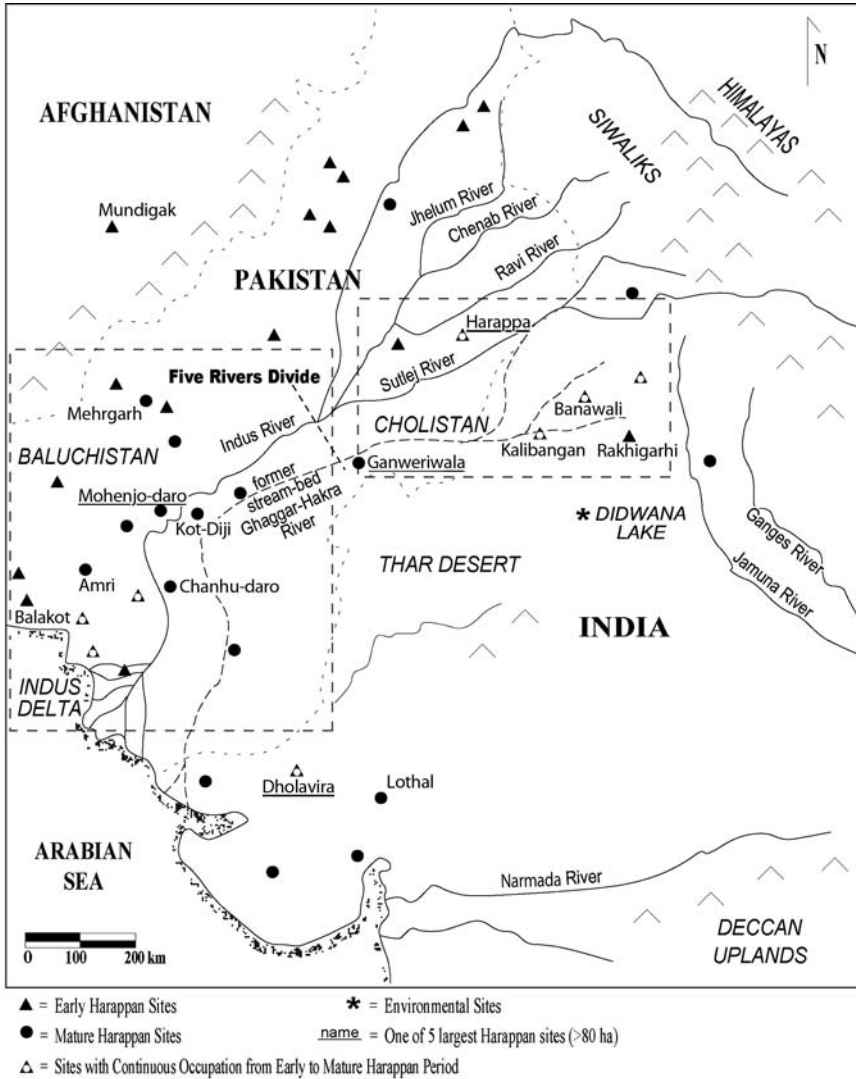 N
AFGHANISTAN
HIMALAYAS
SIWALIKS
Mundigak
Jhelum River
Chenab River
Ravi River
PAKISTAN
Harappa
Five Rivers Divide
Sutlej River
Mehrgarh
Indus River
CHOLISTAN
Banawali
BALUCHISTAN
Kalibangan
Rakhigarhi
Ganweriwala
Mohenjo-daro
former
stream-bed
Ghaggar-Hakra
River
Kot-Diji
* DIDWANA
LAKE
Ganges River
Jamuna River
THAR DESERT
Amri
Chanhu-daro
Balakot
INDIA
INDUS
DELTA
Dholavira
Lothal
ARABIAN
SEA
Narmada River
DECCAN
UPLANDS
0 100 200 km
▲ = Early Harappan Sites
* = Environmental Sites
● = Mature Harappan Sites
name = One of 5 largest Harappan sites (>80 ha)
= Sites with Continuous Occupation from Early to Mature Harappan Period